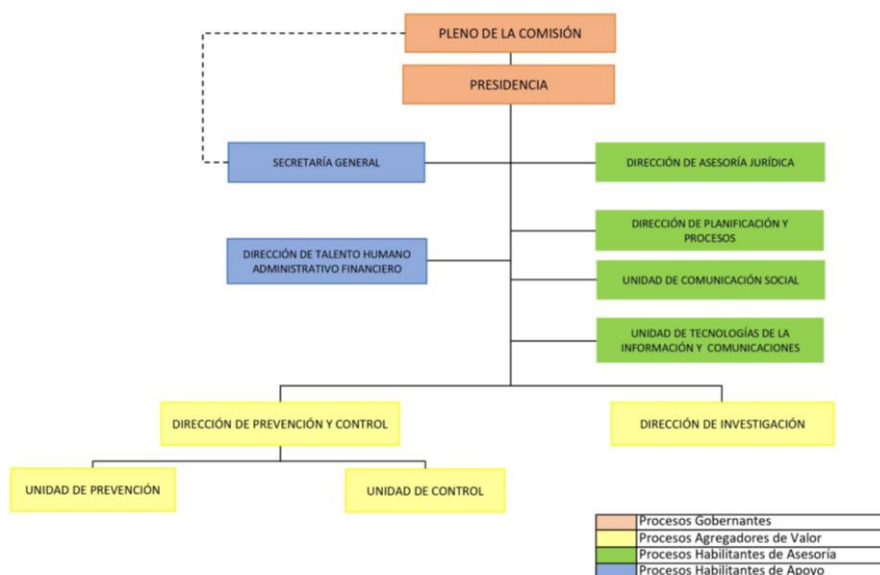 PLENO DE LA COMISIÓN
PRESIDENCIA
SECRETARÍA GENERAL
DIRECCIÓN DE ASESORÍA JURÍDICA
DIRECCIÓN DE PLANIFICACIÓN Y
PROCESOS
DIRECCIÓN DE TALENTO HUMANO
ADMINISTRATIVO FINANCIERO
UNIDAD DE COMUNICACIÓN SOCIAL
UNIDAD DE TECNOLOGÍAS DE LA
INFORMACIÓN Y COMUNICACIONES
DIRECCIÓN DE PREVENCIÓN Y CONTROL
DIRECCIÓN DE INVESTIGACIÓN
UNIDAD DE PREVENCIÓN
UNIDAD DE CONTROL
Procesos Gobernantes
Procesos Agregadores de Valor
Procesos Habilitantes de Asesoría
Procesos Habilitantes de Apoyo